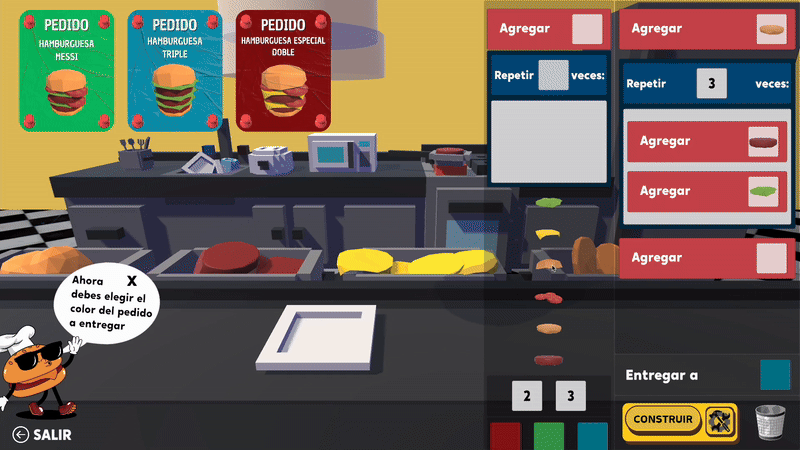 PEDIDO
HAMBURGUESA
MESSI
PEDIDO
HAMBURGUESA
TRIPLE
PEDIDO
HAMBURGUESA ESPECIAL
DOBLE
Agregar
Repetir veces:
Agregar
Repetir 3 veces:
Agregar
Agregar
Agregar
Ahora X
debes elegir el
color del pedido
a entregar
2 3
Entregar a
CONSTRUIR
SALIR